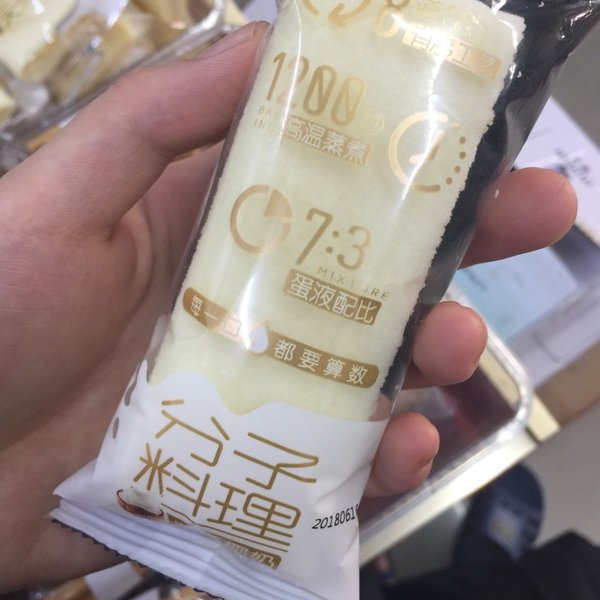 8
1200秒
高温蒸煮
7:3
MIXTURE
蛋液配比
每一口
都要算数
分子
料理
2018061